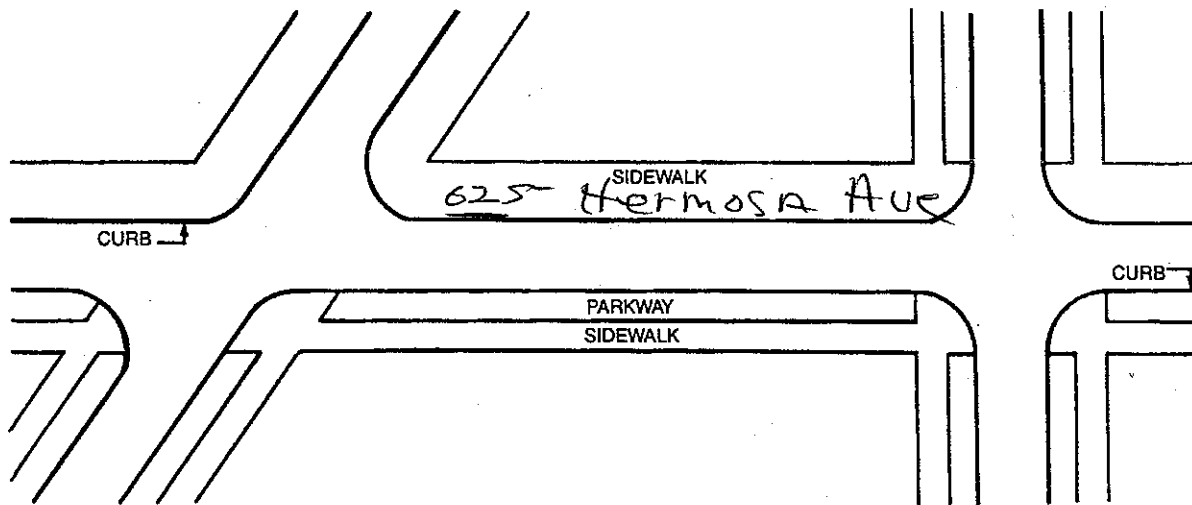 SIDEWALK
625 Hermosa Ave
CURB
CURB
PARKWAY
SIDEWALK